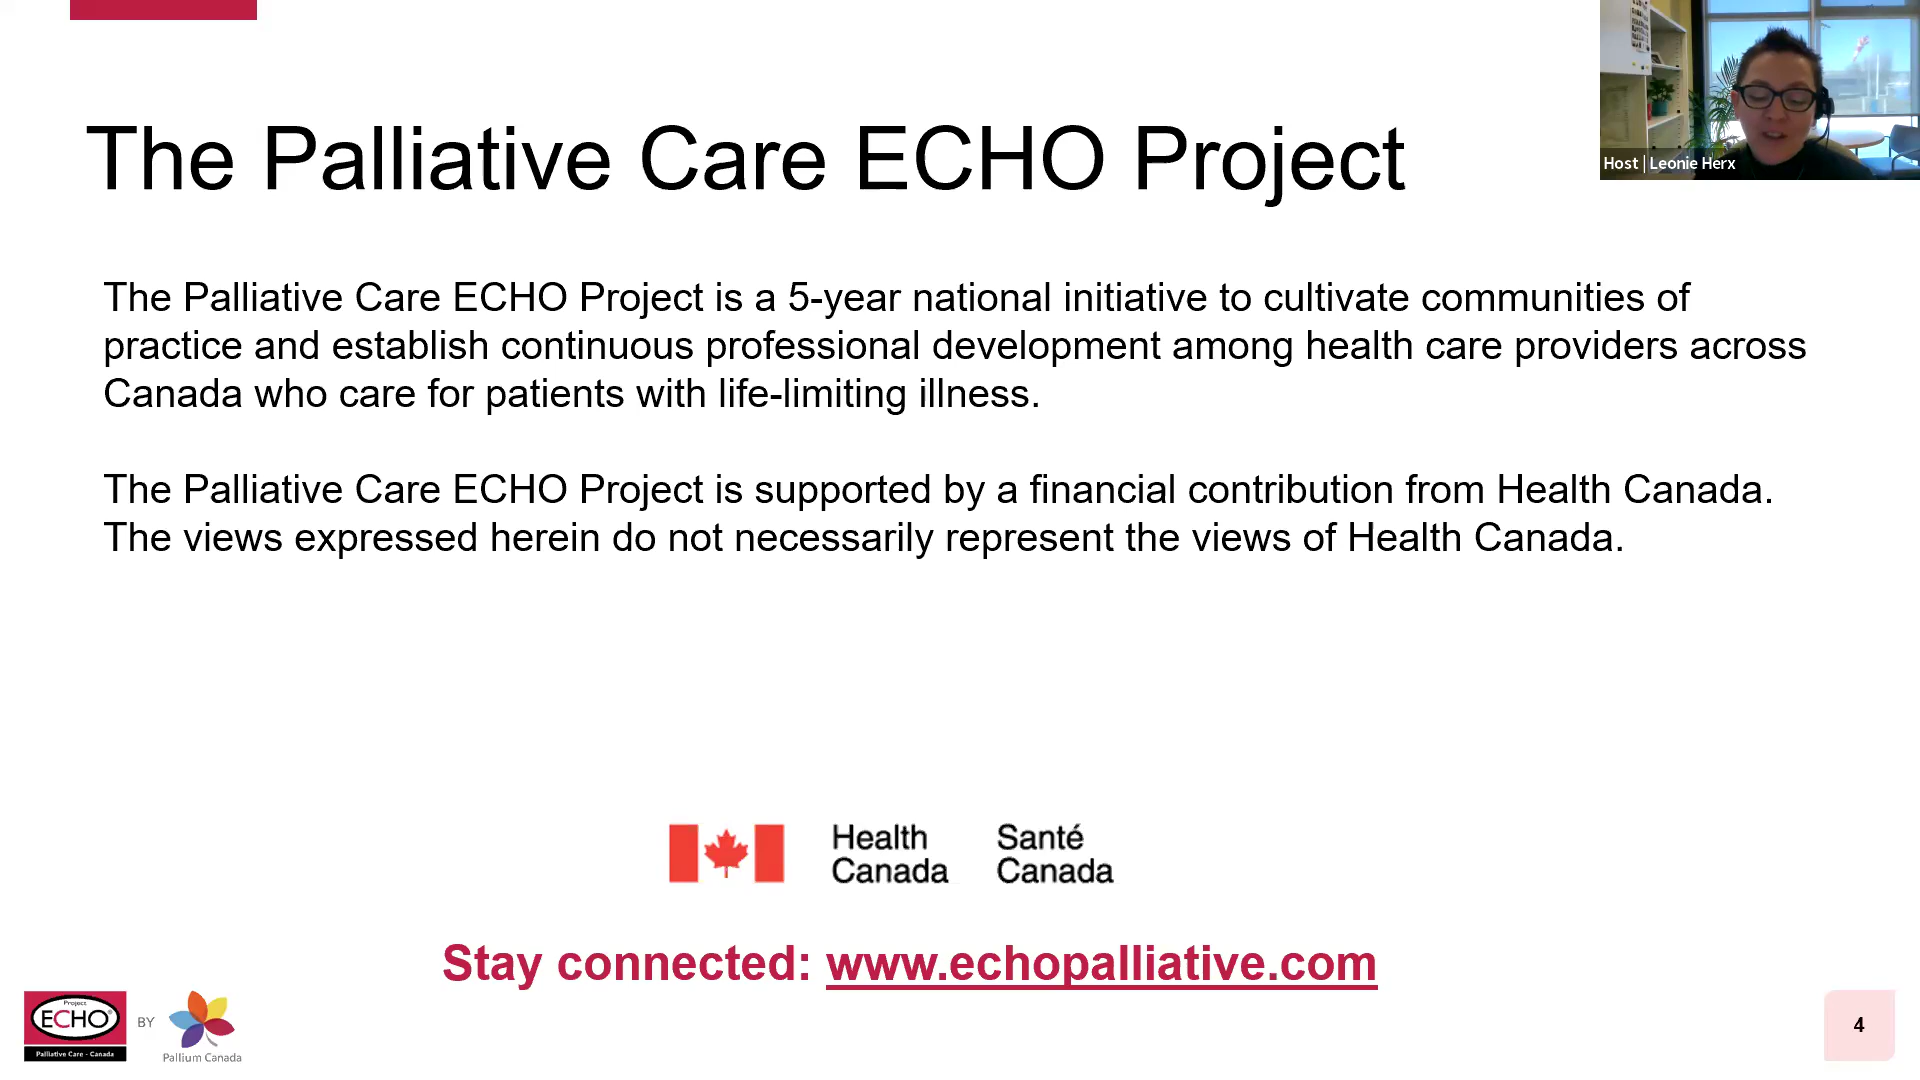 The Palliative Care ECHO Project
Host | Leonie Herx
The Palliative Care ECHO Project is a 5-year national initiative to cultivate communities of
practice and establish continuous professional development among health care providers across
Canada who care for patients with life-limiting illness.
The Palliative Care ECHO Project is supported by a financial contribution from Health Canada.
The views expressed herein do not necessarily represent the views of Health Canada.
Health
Canada
Santé
Canada
Stay connected: www.echopalliative.com
Project
ECHO®
Palliative Care - Canada
BY
Pallium Canada
4